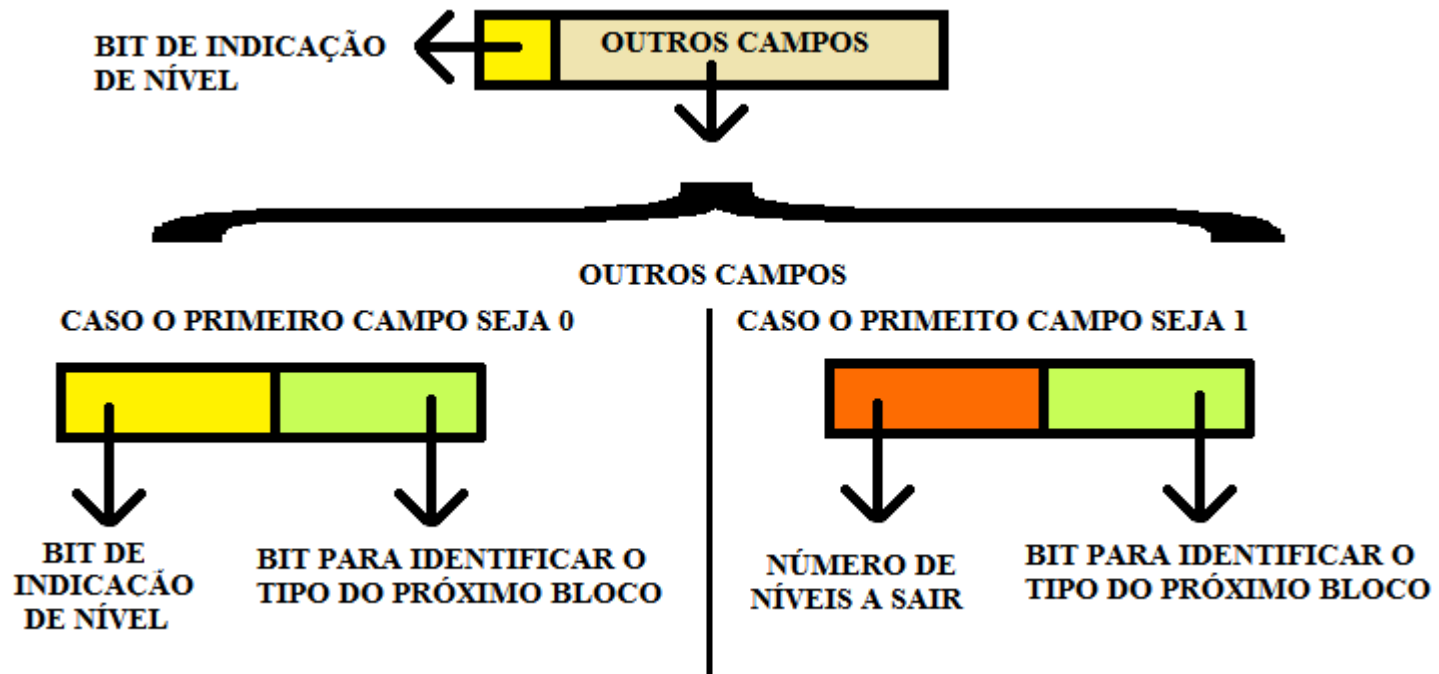 BIT DE INDICAÇÃO
DE NÍVEL
OUTROS CAMPOS
OUTROS CAMPOS
CASO O PRIMEIRO CAMPO SEJA 0
BIT DE
INDICAÇÃO
DE NÍVEL
BIT PARA IDENTIFICAR O
TIPO DO PRÓXIMO BLOCO
CASO O PRIMEITO CAMPO SEJA 1
NÚMERO DE
NÍVEIS A SAIR
BIT PARA IDENTIFICAR O
TIPO DO PRÓXIMO BLOCO